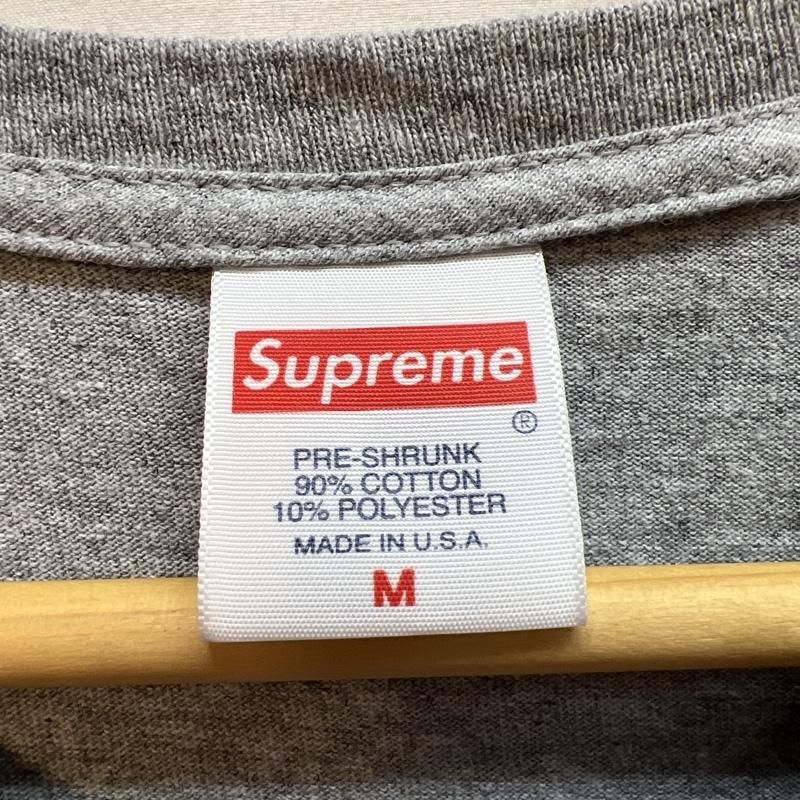 Supreme
®
PRE-SHRUNK
90% COTTON
10% POLYESTER
MADE IN U.S.A.
M